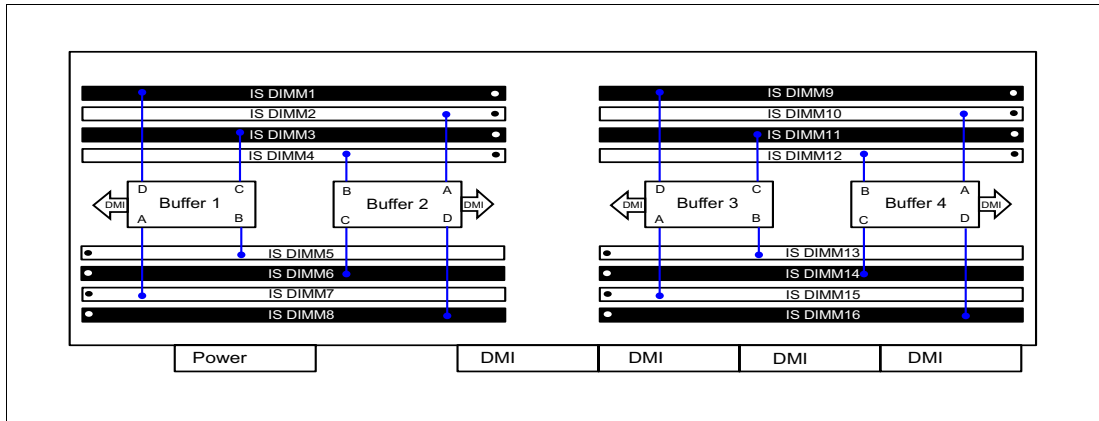 IS DIMM1
IS DIMM9
IS DIMM2
IS DIMM10
IS DIMM3
IS DIMM11
IS DIMM4
IS DIMM12
D C B A D C B A
DMI Buffer 1 Buffer 2 DMI DMI Buffer 3 Buffer 4 DMI
A B C D A B C D
IS DIMM5
IS DIMM13
IS DIMM6
IS DIMM14
IS DIMM7
IS DIMM15
IS DIMM8
IS DIMM16
Power DMI DMI DMI DMI